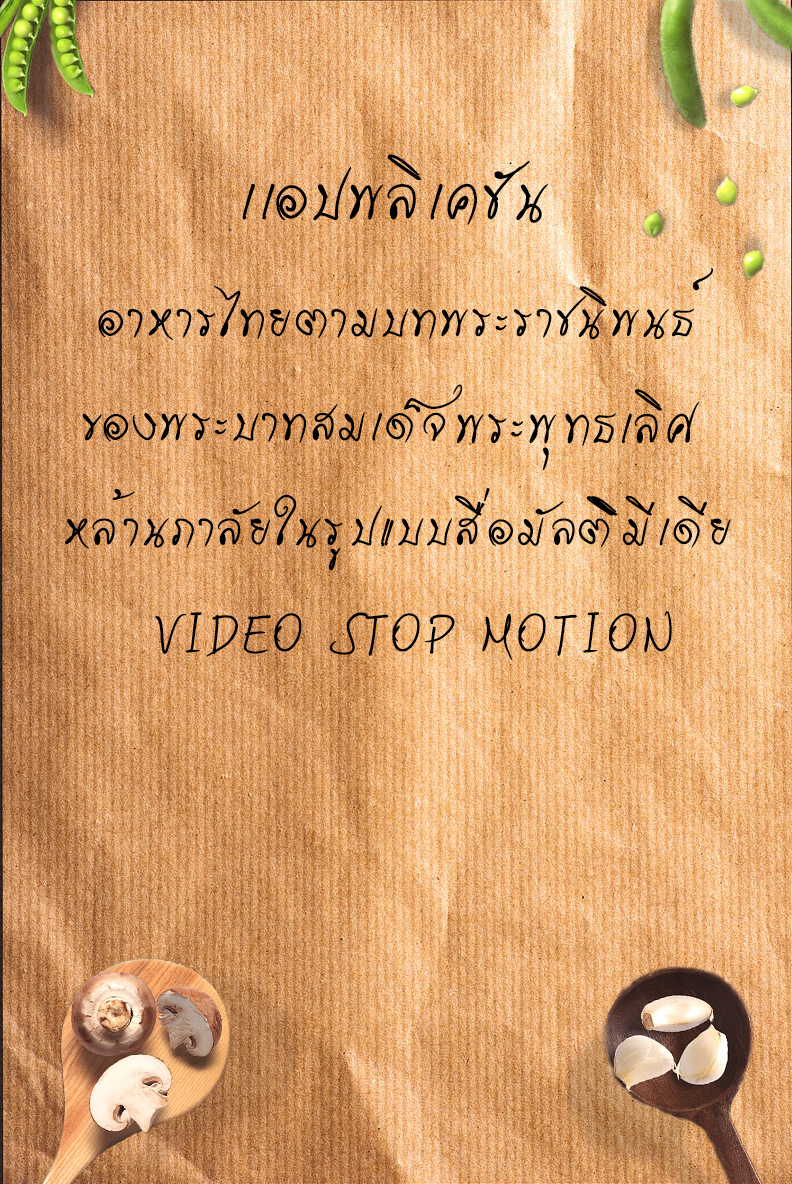 แอปพลิเคชัน
อาหารไทยตามบทพระราชนิพนธ์
ของพระบาทสมเด็จพระพุทธเลิศ
หล้านภาลัยในรูปแบบสื่อมัลติมีเดีย
VIDEO STOP MOTION